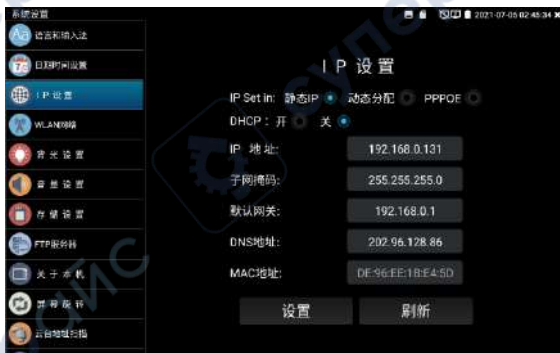 系统设置
2021-07-05 02:45:34
语言和输入法
日期时间设置
IP设置
WLAN网络
背光设置
音量设置
存储设置
FTP服务器
关于本机
屏幕旋转
云台地址扫描
IP设置
IP Set in: 静态IP 动态分配 PPPOE
DHCP: 开 关
IP 地址: 192.168.0.131
子网掩码: 255.255.255.0
默认网关: 192.168.0.1
DNS地址: 202.96.128.86
MAC地址: DE:96:EE:1B:E4:5D
设置 刷新